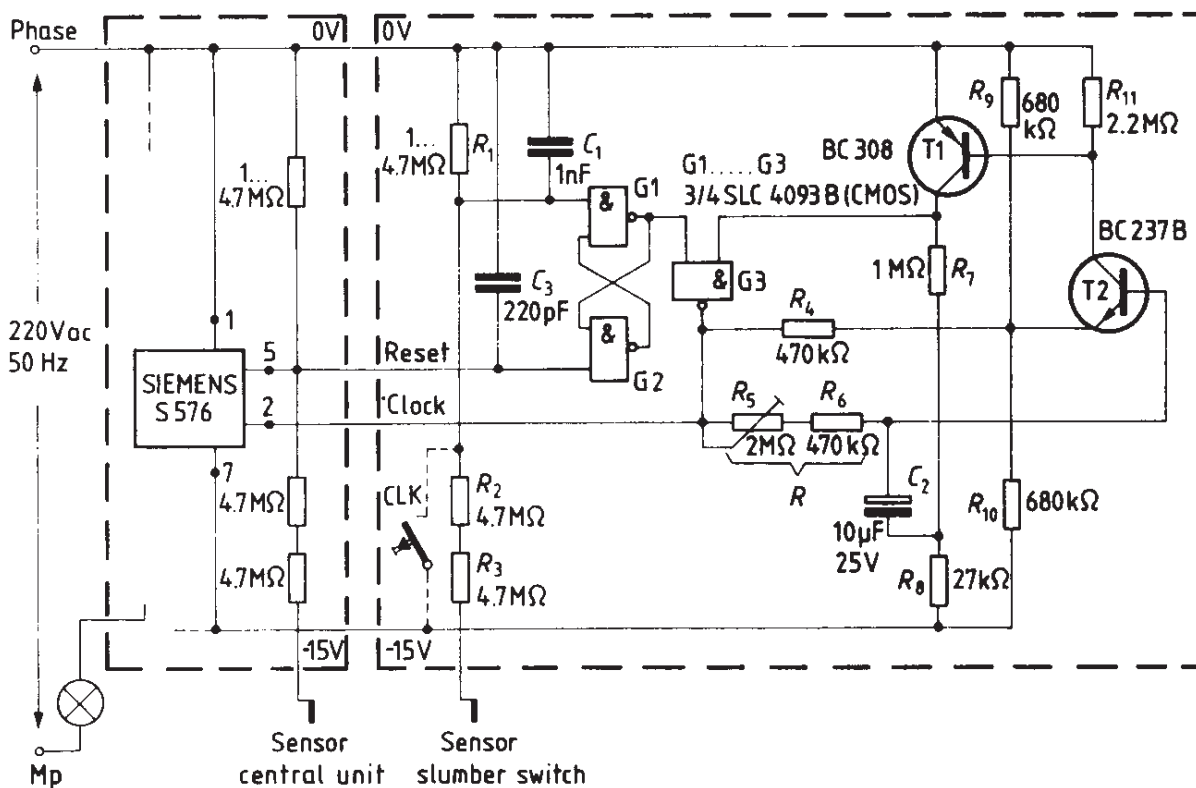 Phase
0V
0V
1...
4.7MΩ
1...
4.7MΩ
R1
C1
1nF
G1
G1.....G3
3/4 SLC 4093 B (CMOS)
BC 308
T1
R9
680
kΩ
R11
2.2MΩ
BC 237 B
&
&
G3
1MΩ
R7
T2
C3
220pF
&
G2
R4
470kΩ
220Vac
50 Hz
1
SIEMENS
S 576
5
Reset
2
Clock
7
R5
2MΩ
R6
470kΩ
R
C2
10µF
25V
R10
680kΩ
4.7MΩ
CLK
R2
4.7MΩ
4.7MΩ
R3
4.7MΩ
R8
27kΩ
-15V
-15V
Mp
Sensor
central unit
Sensor
slumber switch